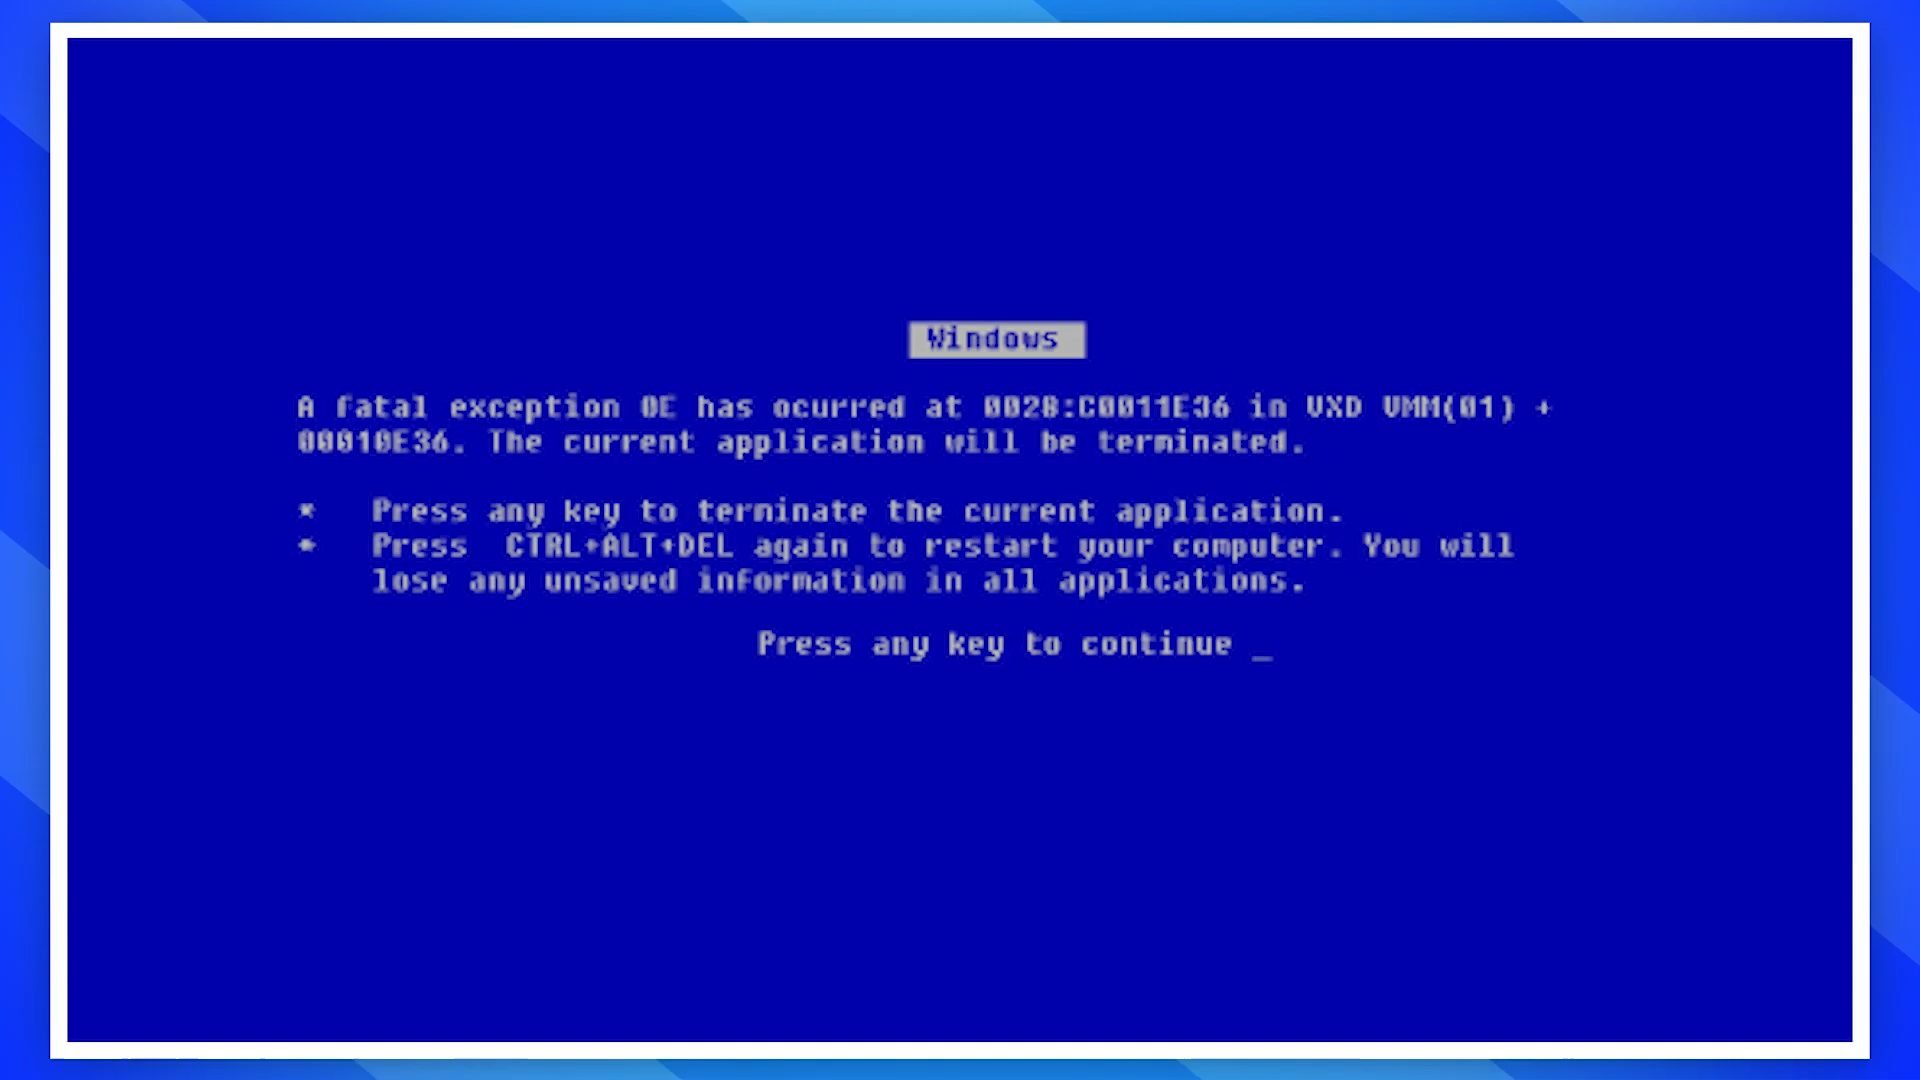 Windows
A fatal exception 0E has ocurred at 0028:C0011E36 in VXD VMM(01) +
00010E36. The current application will be terminated.
* Press any key to terminate the current application.
* Press CTRL+ALT+DEL again to restart your computer. You will
lose any unsaved information in all applications.
Press any key to continue _